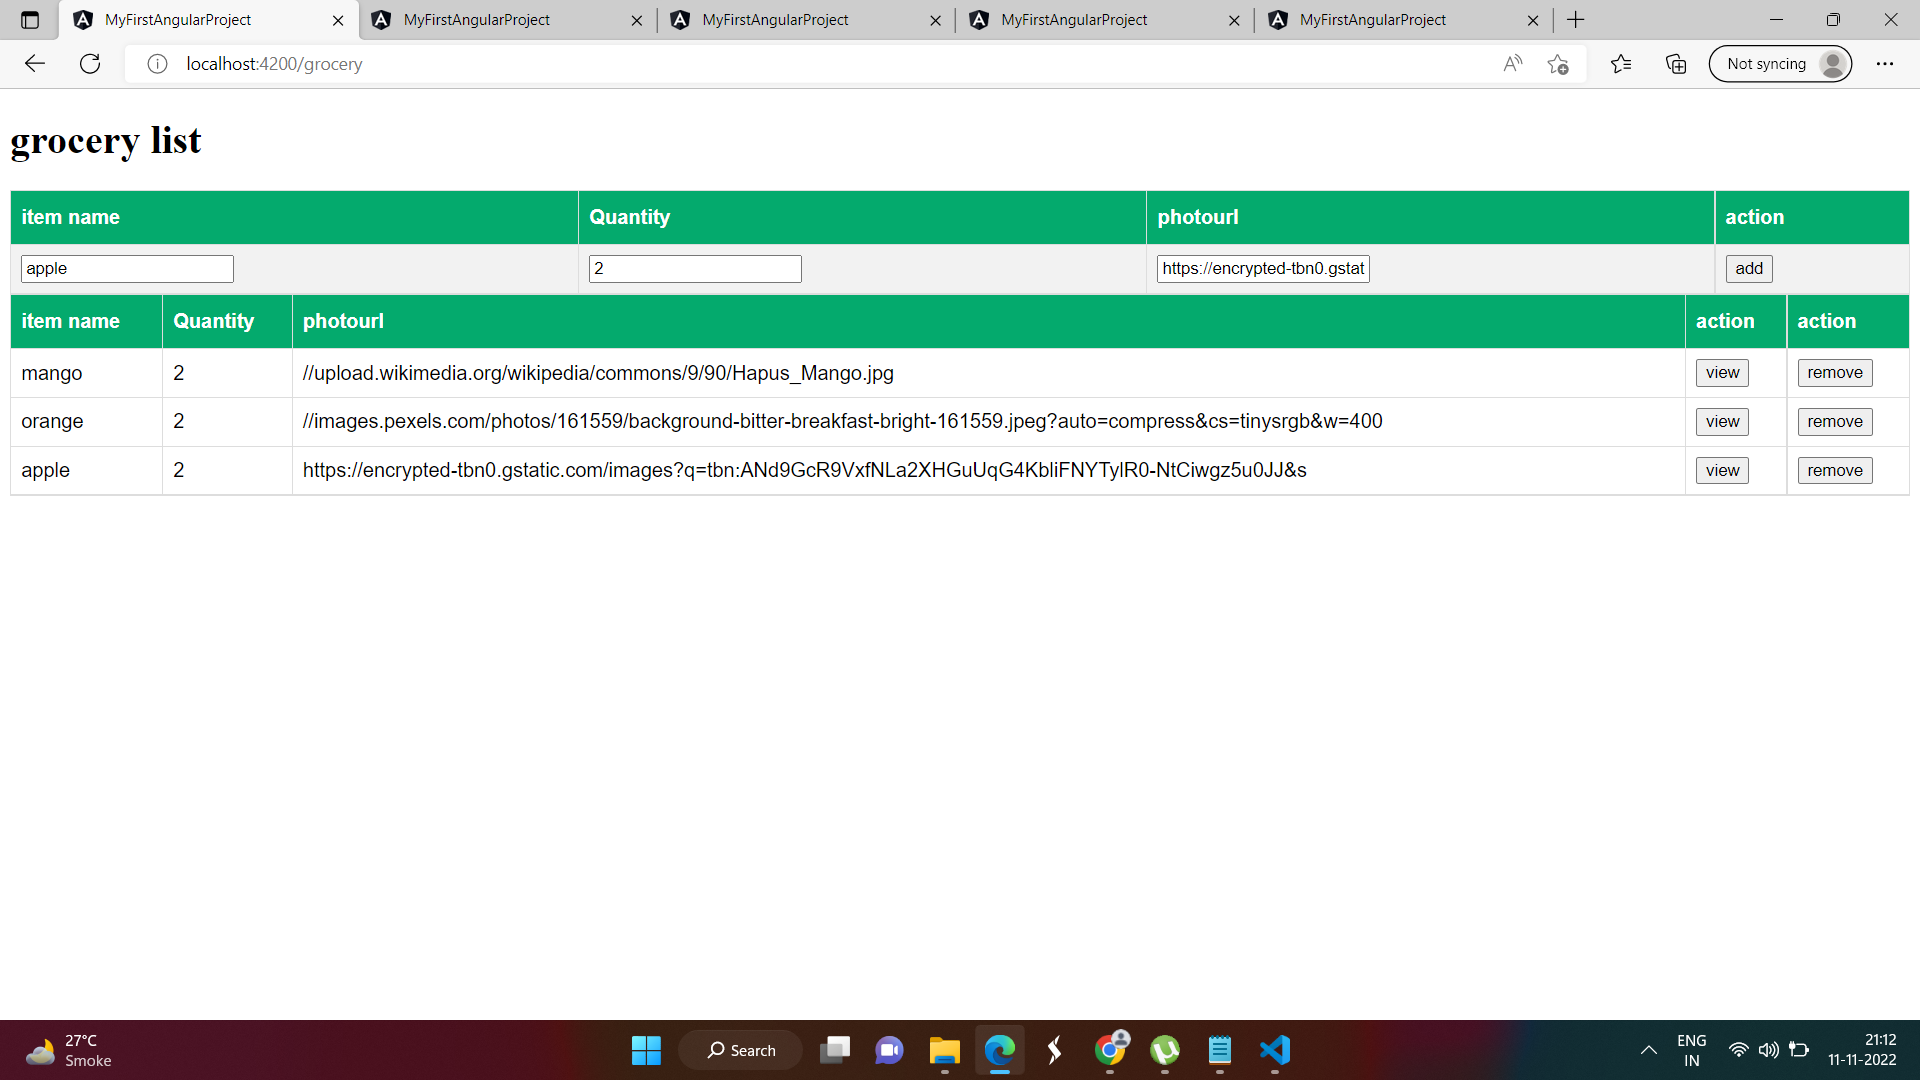 MyFirstAngularProject MyFirstAngularProject MyFirstAngularProject MyFirstAngularProject MyFirstAngularProject
localhost:4200/grocery Not syncing
grocery list
item name Quantity photourl action
apple 2 https://encrypted-tbn0.gstat add
item name Quantity photourl action action
mango 2 //upload.wikimedia.org/wikipedia/commons/9/90/Hapus_Mango.jpg view remove
orange 2 //images.pexels.com/photos/161559/background-bitter-breakfast-bright-161559.jpeg?auto=compress&cs=tinysrgb&w=400 view remove
apple 2 https://encrypted-tbn0.gstatic.com/images?q=tbn:ANd9GcR9VxfNLa2XHGuUqG4KbliFNYTylR0-NtCiwgz5u0JJ&s view remove
27°C
Smoke
Search
ENG
IN
21:12
11-11-2022